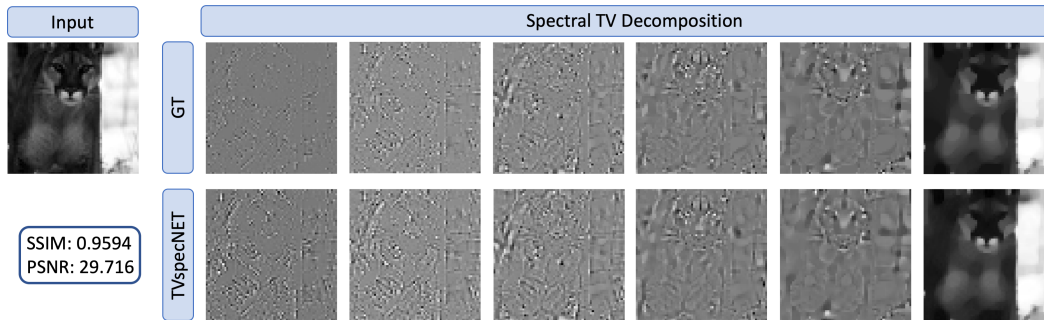 Input
Spectral TV Decomposition
GT
TVspecNET
SSIM: 0.9594
PSNR: 29.716